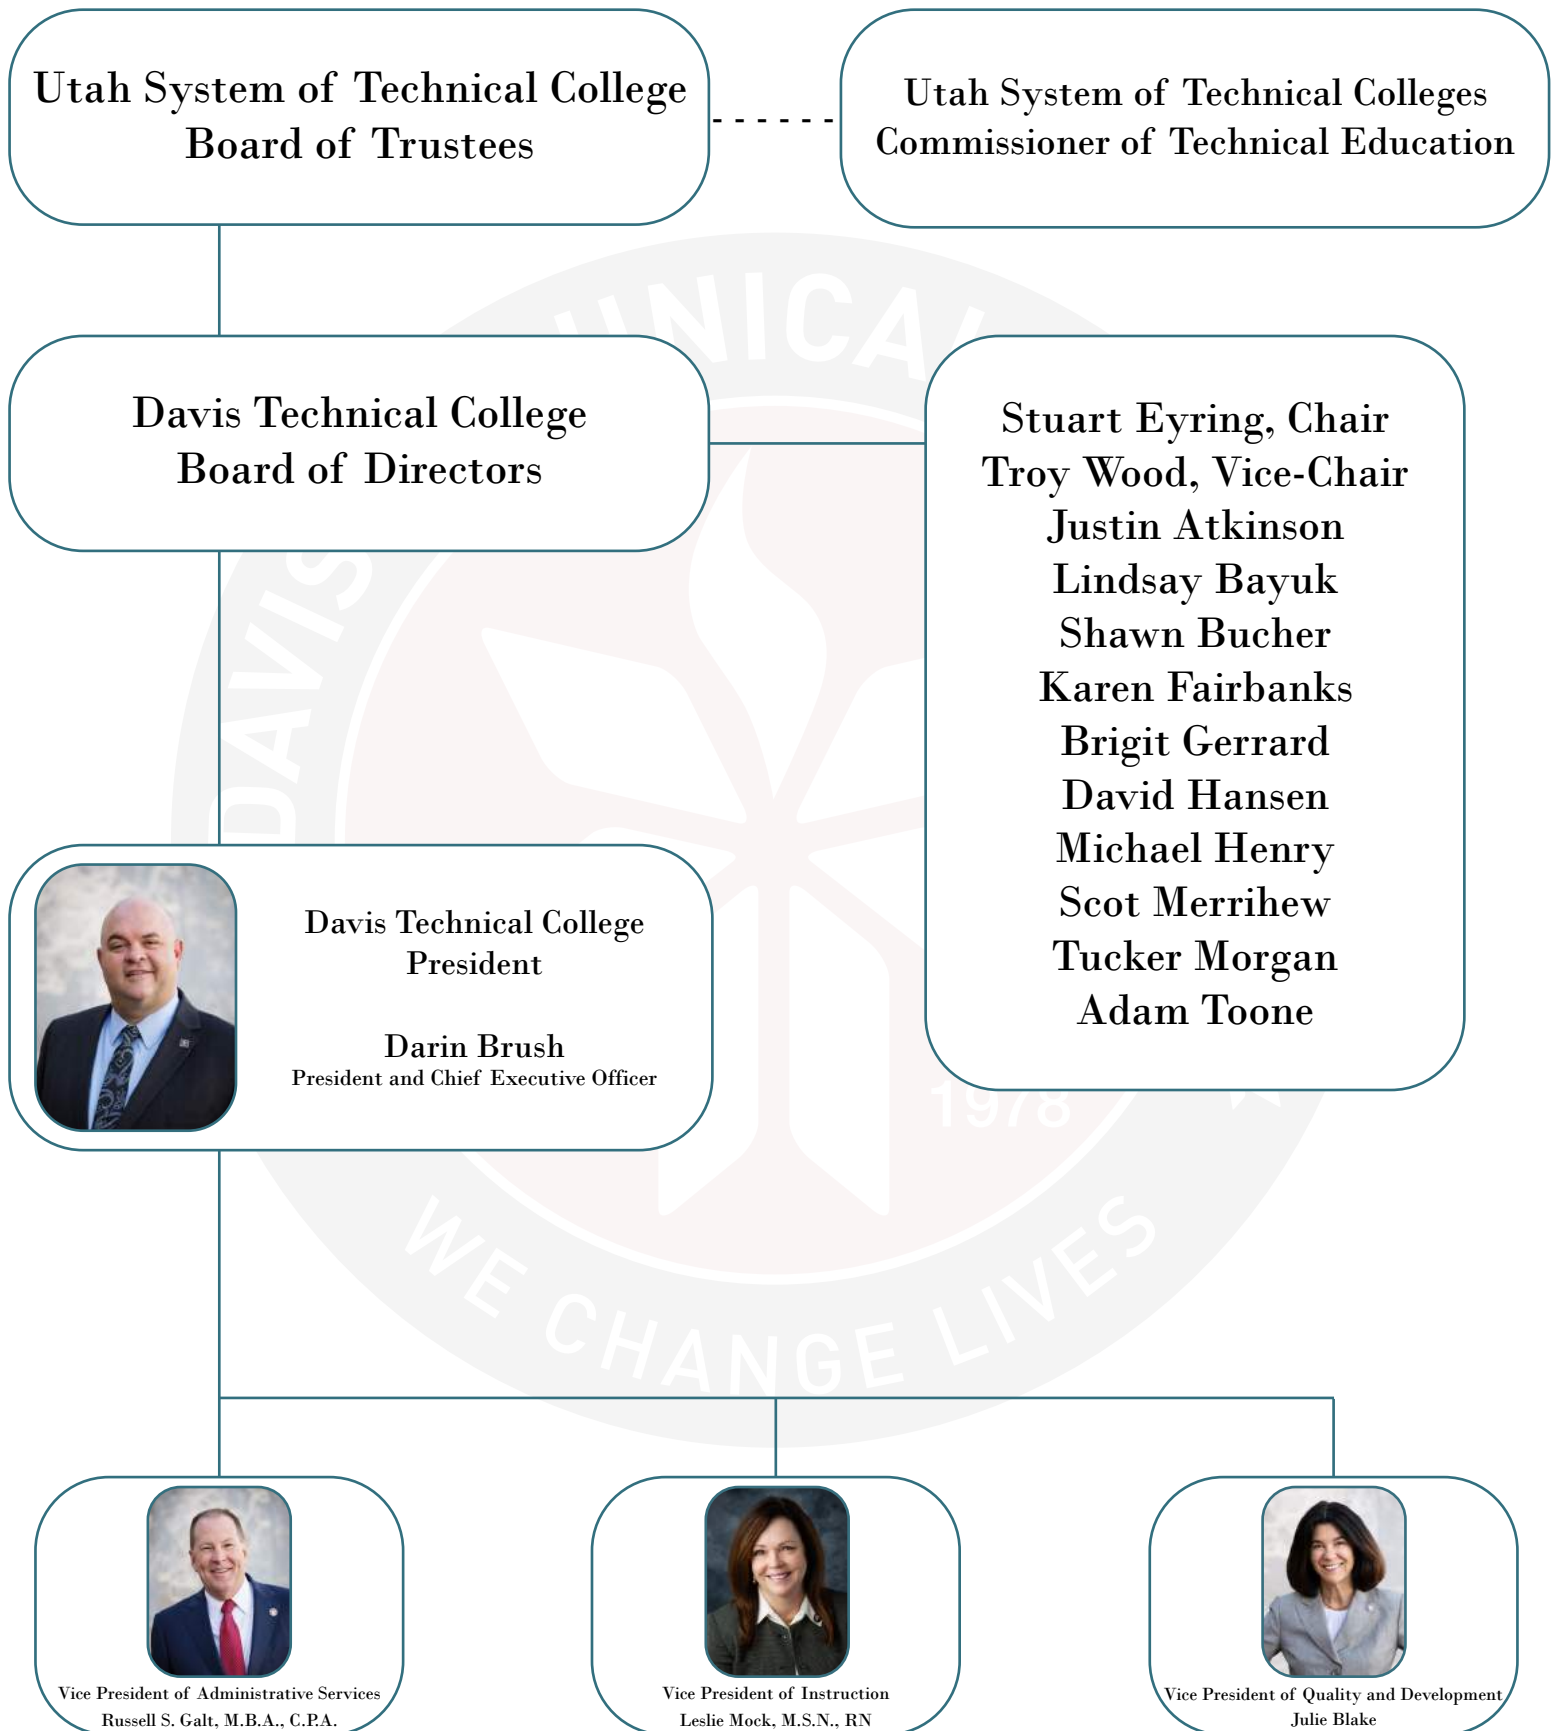 Utah System of Technical College
Board of Trustees
Utah System of Technical Colleges
Commissioner of Technical Education
Davis Technical College
Board of Directors
Stuart Eyring, Chair
Troy Wood, Vice-Chair
Justin Atkinson
Lindsay Bayuk
Shawn Bucher
Karen Fairbanks
Brigit Gerrard
David Hansen
Michael Henry
Scot Merrihew
Tucker Morgan
Adam Toone
Davis Technical College
President
Darin Brush
President and Chief Executive Officer
DAVIS
1978
WE CHANGE LIVES
Vice President of Administrative Services
Russell S. Galt, M.B.A., C.P.A.
Vice President of Instruction
Leslie Mock, M.S.N., RN
Vice President of Quality and Development
Julie Blake